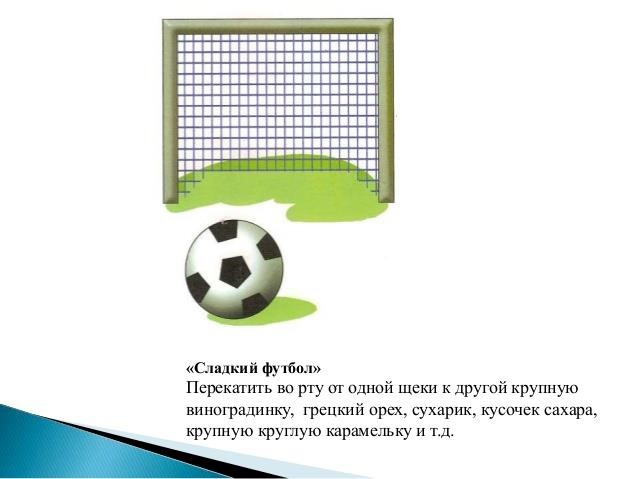 «Сладкий футбол»
Перекатить во рту от одной щеки к другой крупную
виноградинку, грецкий орех, сухарик, кусочек сахара,
крупную круглую карамельку и т.д.